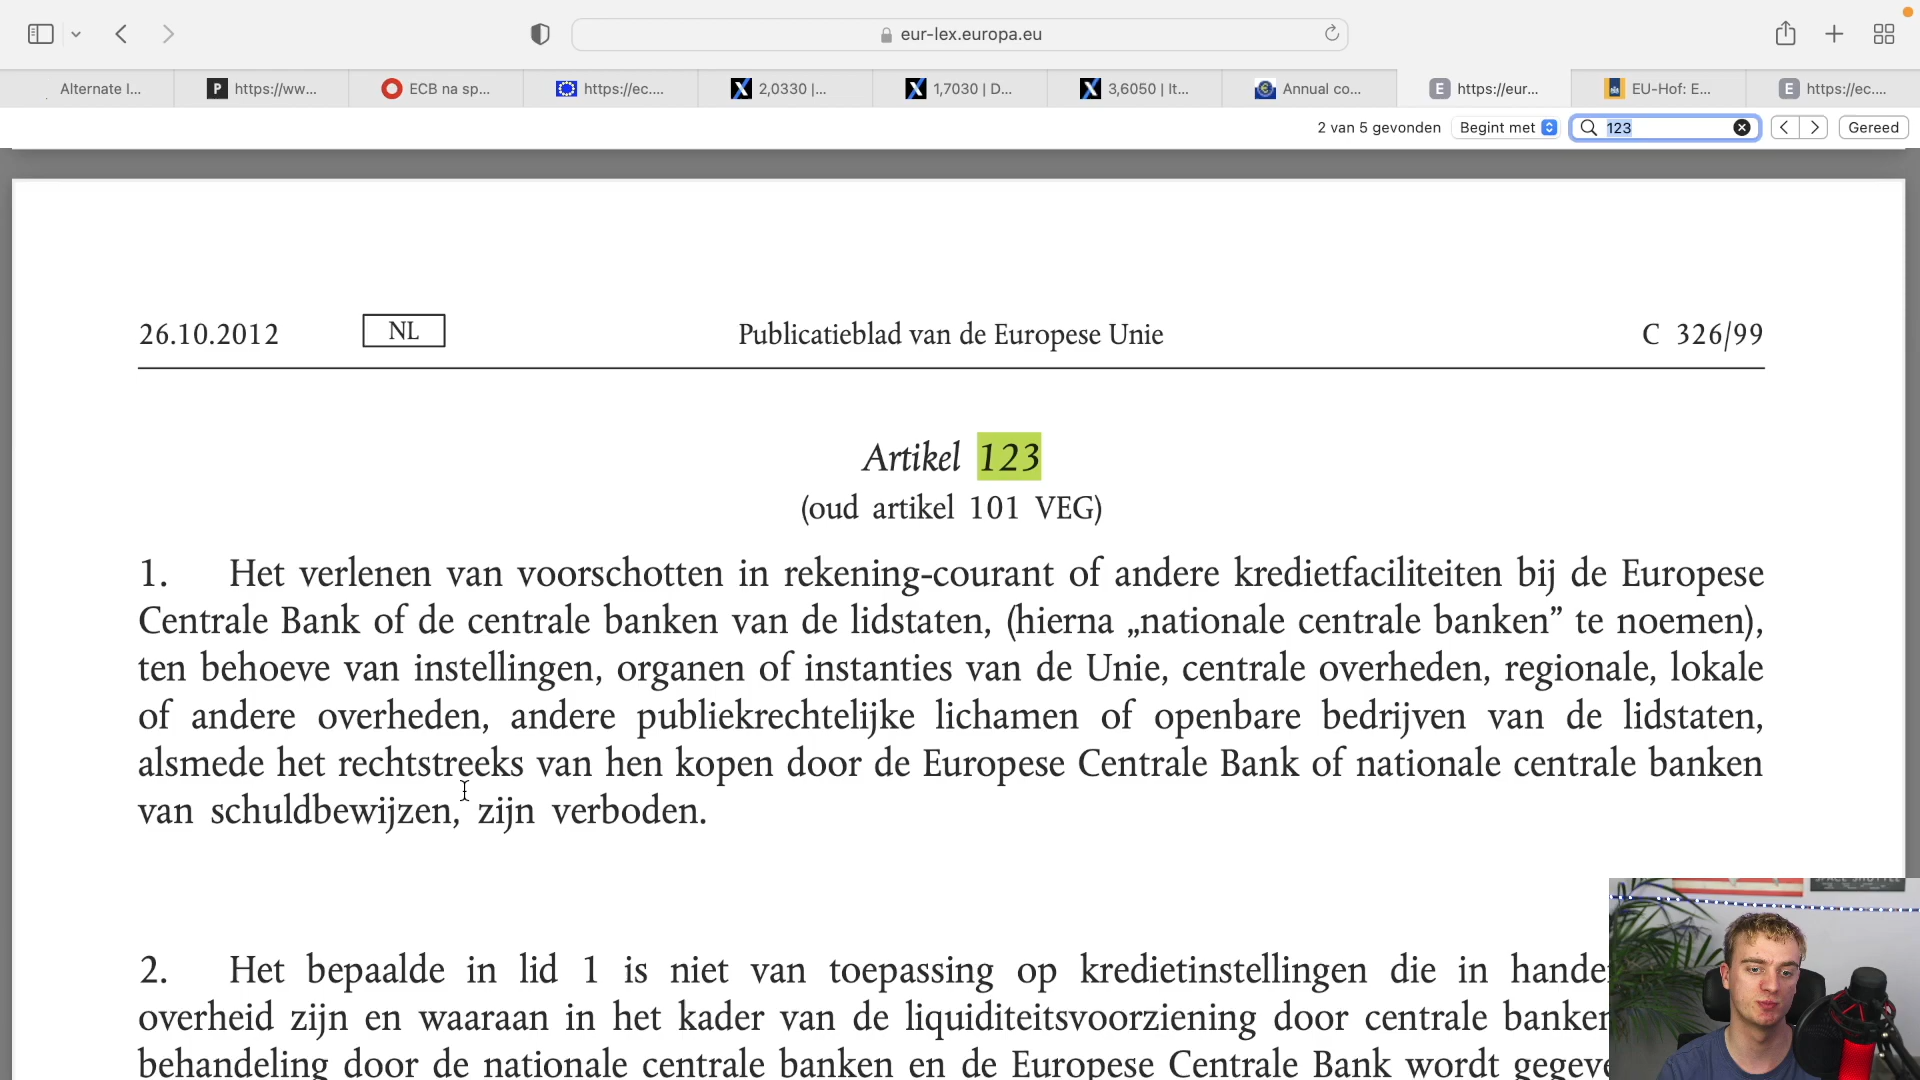 eur-lex.europa.eu
Alternate l...
P https://ww...
ECB na sp...
https://ec....
2,0330 |...
1,7030 | D...
3,6050 | It...
Annual co...
E https://eur...
EU-Hof: E...
E https://ec....
2 van 5 gevonden
Begint met
123
Gereed
26.10.2012
NL
Publicatieblad van de Europese Unie
C 326/99
Artikel 123
(oud artikel 101 VEG)
1. Het verlenen van voorschotten in rekening-courant of andere kredietfaciliteiten bij de Europese
Centrale Bank of de centrale banken van de lidstaten, (hierna „nationale centrale banken” te noemen),
ten behoeve van instellingen, organen of instanties van de Unie, centrale overheden, regionale, lokale
of andere overheden, andere publiekrechtelijke lichamen of openbare bedrijven van de lidstaten,
alsmede het rechtstreeks van hen kopen door de Europese Centrale Bank of nationale centrale banken
van schuldbewijzen, zijn verboden.
2. Het bepaalde in lid 1 is niet van toepassing op kredietinstellingen die in
overheid zijn en waaraan in het kader van de liquiditeitsvoorziening door centrale
behandeling door de nationale centrale banken en de Europese Centrale Bank wordt
SPACE SHUTTLE